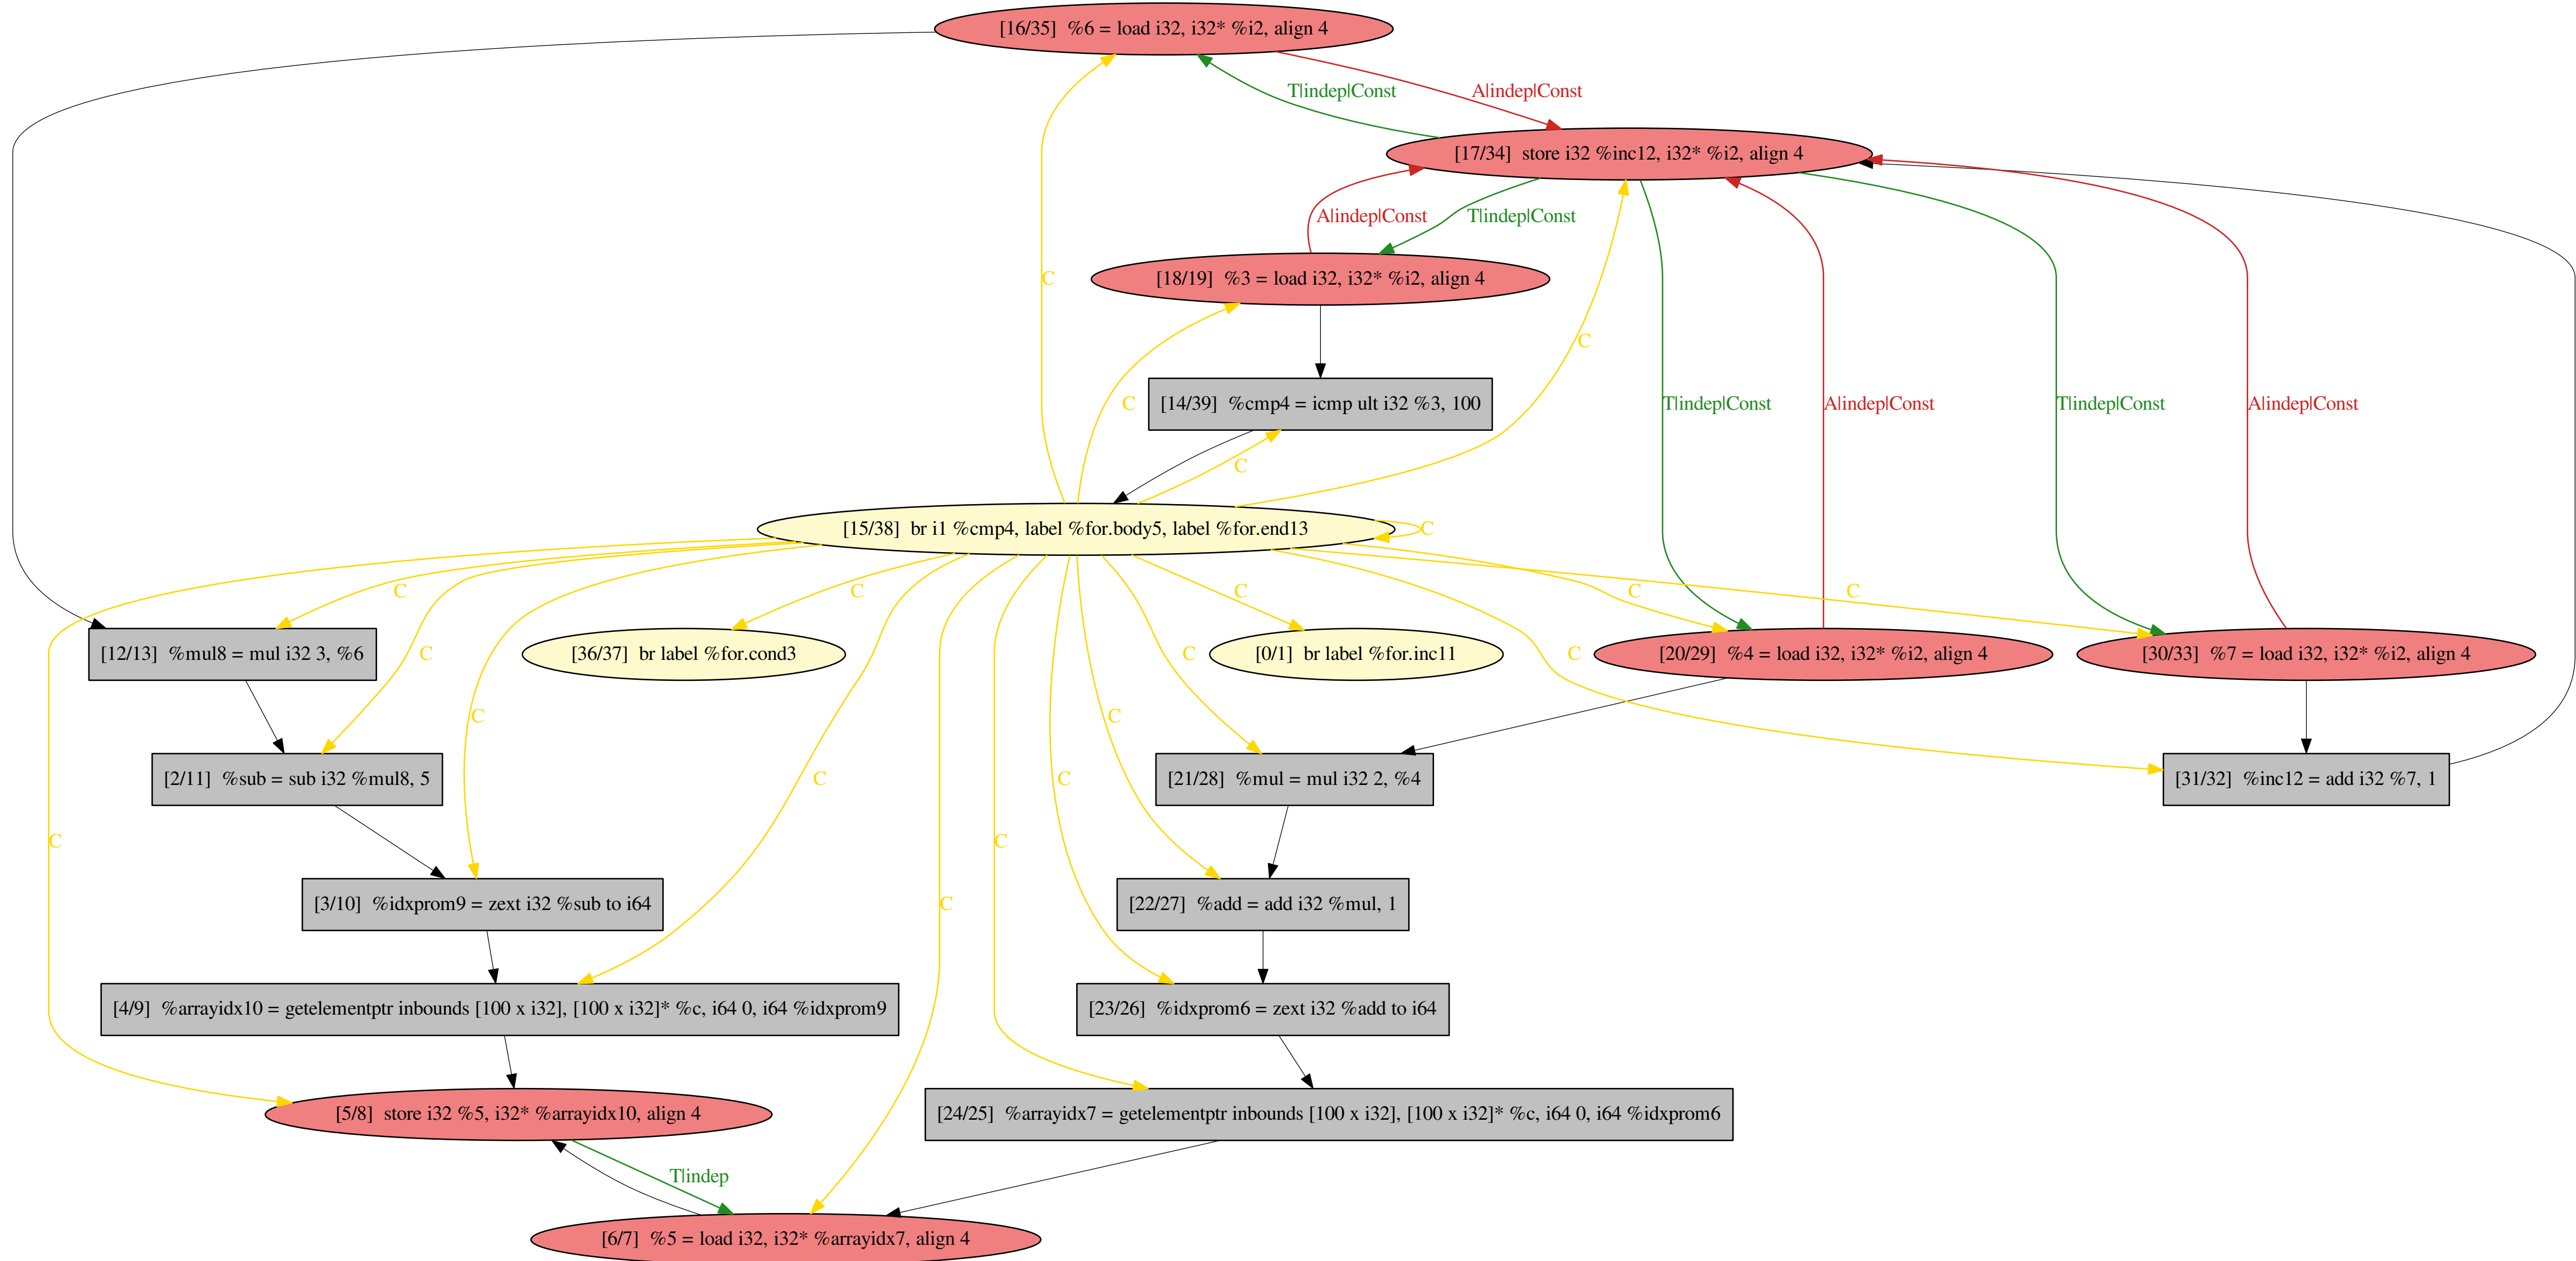 [16/35]  %6 = load i32, i32* %i2, align 4
T|indep|Const
A|indep|Const
[17/34]  store i32 %inc12, i32* %i2, align 4
A|indep|Const
T|indep|Const
C
[18/19]  %3 = load i32, i32* %i2, align 4
C
C
[14/39]  %cmp4 = icmp ult i32 %3, 100
T|indep|Const
A|indep|Const
T|indep|Const
A|indep|Const
C
[15/38]  br i1 %cmp4, label %for.body5, label %for.end13
C
C
C
C
C
C
[12/13]  %mul8 = mul i32 3, %6
C
[36/37]  br label %for.cond3
C
[0/1]  br label %for.inc11
C
[20/29]  %4 = load i32, i32* %i2, align 4
[30/33]  %7 = load i32, i32* %i2, align 4
C
C
[2/11]  %sub = sub i32 %mul8, 5
C
C
[21/28]  %mul = mul i32 2, %4
[31/32]  %inc12 = add i32 %7, 1
C
C
[3/10]  %idxprom9 = zext i32 %sub to i64
C
[22/27]  %add = add i32 %mul, 1
[4/9]  %arrayidx10 = getelementptr inbounds [100 x i32], [100 x i32]* %c, i64 0, i64 %idxprom9
[23/26]  %idxprom6 = zext i32 %add to i64
[5/8]  store i32 %5, i32* %arrayidx10, align 4
[24/25]  %arrayidx7 = getelementptr inbounds [100 x i32], [100 x i32]* %c, i64 0, i64 %idxprom6
T|indep
[6/7]  %5 = load i32, i32* %arrayidx7, align 4